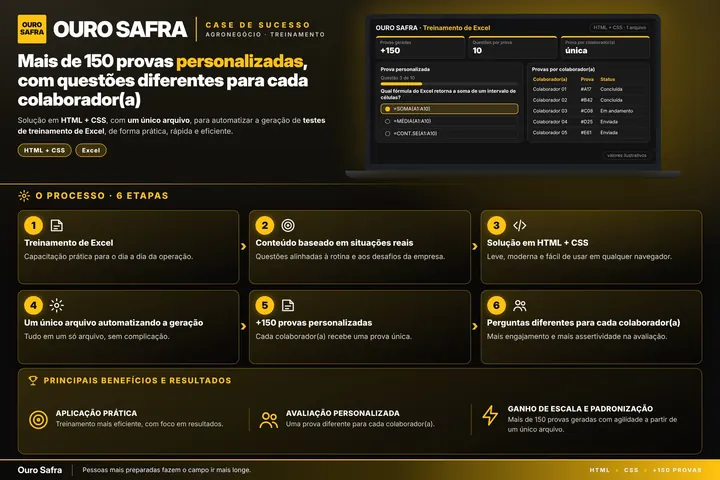 OURO
SAFRA
OURO SAFRA
CASE DE SUCESSO
AGRONEGÓCIO · TREINAMENTO
Mais de 150 provas personalizadas,
com questões diferentes para cada
colaborador(a)
Solução em HTML + CSS, com um único arquivo, para automatizar a geração de testes
de treinamento de Excel, de forma prática, rápida e eficiente.
HTML + CSS
Excel
OURO SAFRA · Treinamento de Excel
HTML + CSS · 1 arquivo
Provas geradas
+150
Questões por prova
10
Prova por colaborador(a)
única
Prova personalizada
Questão 3 de 10
Qual fórmula do Excel retorna a soma de um intervalo de
células?
=SOMA(A1:A10)
=MÉDIA(A1:A10)
=CONT.SE(A1:A10)
Provas por colaborador(a)
Colaborador(a) Prova Status
Colaborador 01 #A17 Concluída
Colaborador 02 #B42 Concluída
Colaborador 03 #C08 Em andamento
Colaborador 04 #D25 Enviada
Colaborador 05 #E61 Enviada
valores ilustrativos
O PROCESSO · 6 ETAPAS
1
Treinamento de Excel
Capacitação prática para o dia a dia da operação.
2
Conteúdo baseado em situações reais
Questões alinhadas à rotina e aos desafios da empresa.
3
Solução em HTML + CSS
Leve, moderna e fácil de usar em qualquer navegador.
4
Um único arquivo automatizando a geração
Tudo em um só arquivo, sem complicação.
5
+150 provas personalizadas
Cada colaborador(a) recebe uma prova única.
6
Perguntas diferentes para cada colaborador(a)
Mais engajamento e mais assertividade na avaliação.
PRINCIPAIS BENEFÍCIOS E RESULTADOS
APLICAÇÃO PRÁTICA
Treinamento mais eficiente, com foco em resultados.
AVALIAÇÃO PERSONALIZADA
Uma prova diferente para cada colaborador(a).
GANHO DE ESCALA E PADRONIZAÇÃO
Mais de 150 provas geradas com agilidade a partir de
um único arquivo.
Ouro Safra
Pessoas mais preparadas fazem o campo ir mais longe.
HTML + CSS · +150 PROVAS